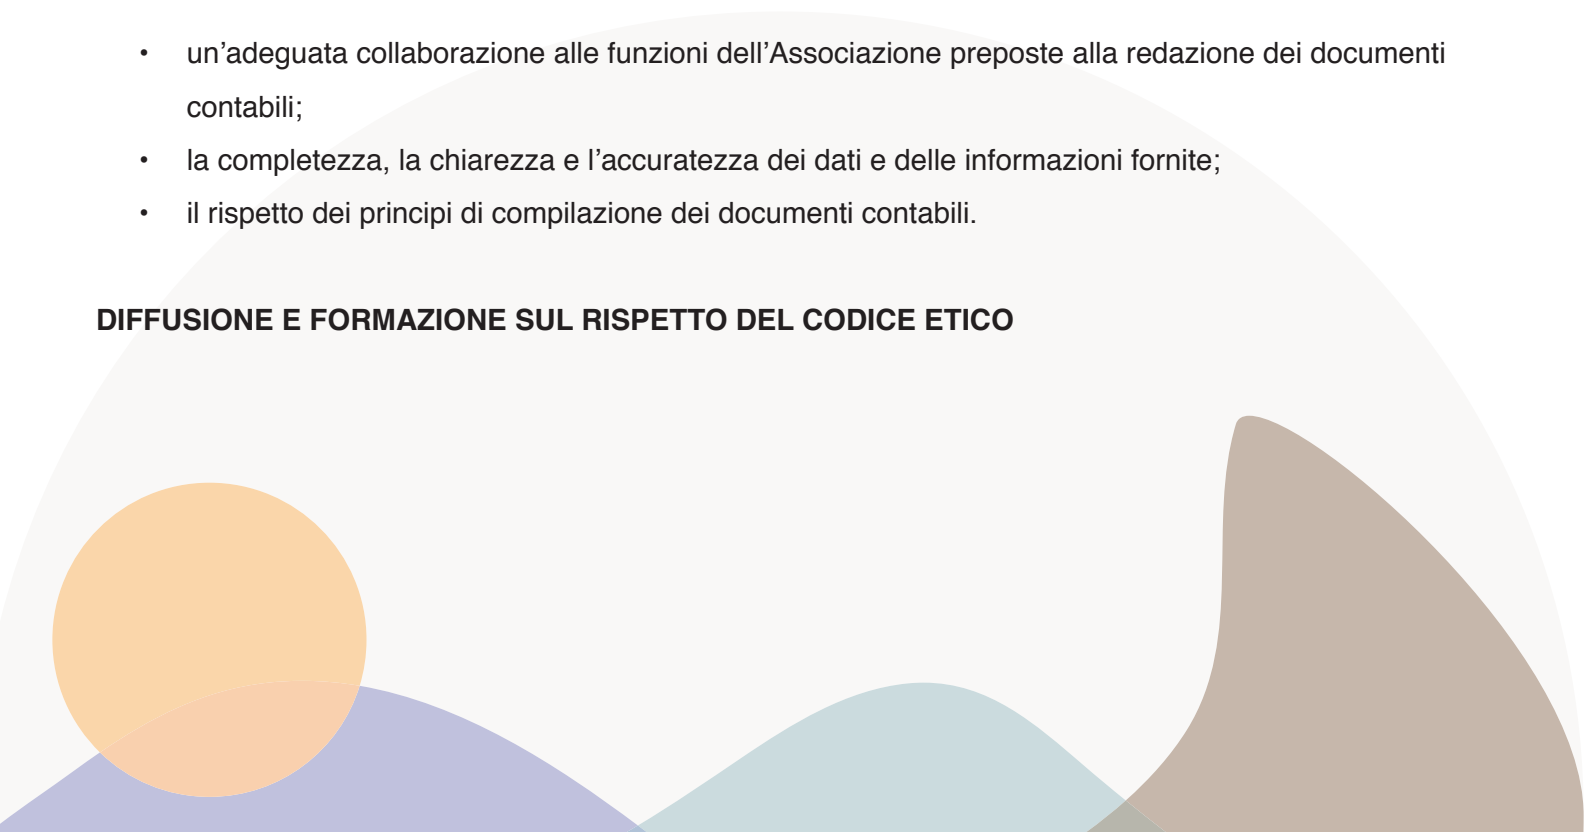 • un’adeguata collaborazione alle funzioni dell’Associazione preposte alla redazione dei documenti
contabili;
• la completezza, la chiarezza e l’accuratezza dei dati e delle informazioni fornite;
• il rispetto dei principi di compilazione dei documenti contabili.
DIFFUSIONE E FORMAZIONE SUL RISPETTO DEL CODICE ETICO